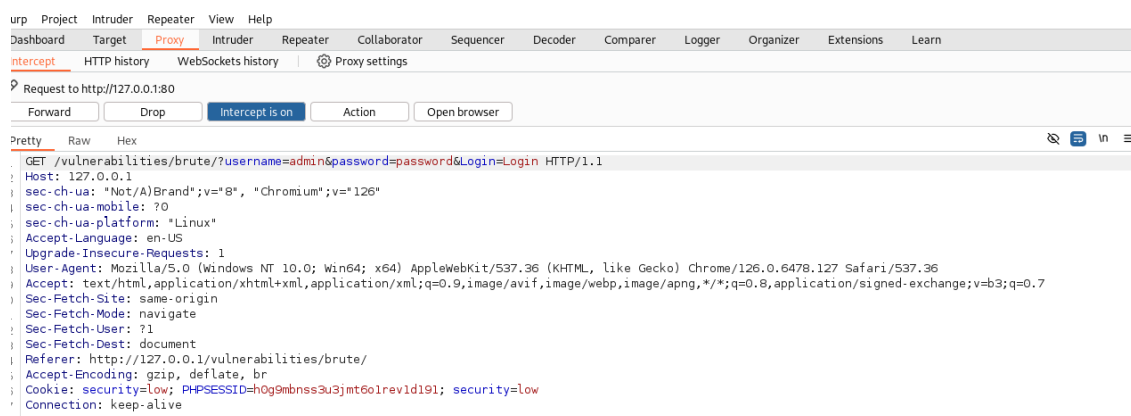 urp Project Intruder Repeater View Help
Dashboard Target Proxy Intruder Repeater Collaborator Sequencer Decoder Comparer Logger Organizer Extensions Learn
ntercept HTTP history WebSockets history Proxy settings
Request to http://127.0.0.1:80
Forward Drop Intercept is on Action Open browser
Pretty Raw Hex \n
GET /vulnerabilities/brute/?username=admin&password=password&Login=Login HTTP/1.1
Host: 127.0.0.1
sec-ch-ua: "Not/A)Brand";v="8", "Chromium";v="126"
sec-ch-ua-mobile: ?0
sec-ch-ua-platform: "Linux"
Accept-Language: en-US
Upgrade-Insecure-Requests: 1
User-Agent: Mozilla/5.0 (Windows NT 10.0; Win64; x64) AppleWebKit/537.36 (KHTML, like Gecko) Chrome/126.0.6478.127 Safari/537.36
Accept: text/html,application/xhtml+xml,application/xml;q=0.9,image/avif,image/webp,image/apng,*/*;q=0.8,application/signed-exchange;v=b3;q=0.7
Sec-Fetch-Site: same-origin
Sec-Fetch-Mode: navigate
Sec-Fetch-User: ?1
Sec-Fetch-Dest: document
Referer: http://127.0.0.1/vulnerabilities/brute/
Accept-Encoding: gzip, deflate, br
Cookie: security=low; PHPSESSID=h0g9mbnss3u3jmt6o1rev1d191; security=low
Connection: keep-alive